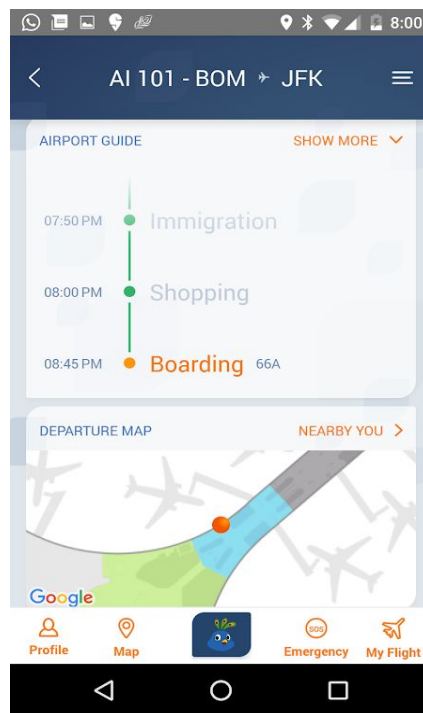 8:00
AI 101 - BOM ✈ JFK
AIRPORT GUIDE SHOW MORE
07:50 PM Immigration
08:00 PM Shopping
08:45 PM Boarding 66A
DEPARTURE MAP NEARBY YOU
Google
SOS
Profile Map Emergency My Flight